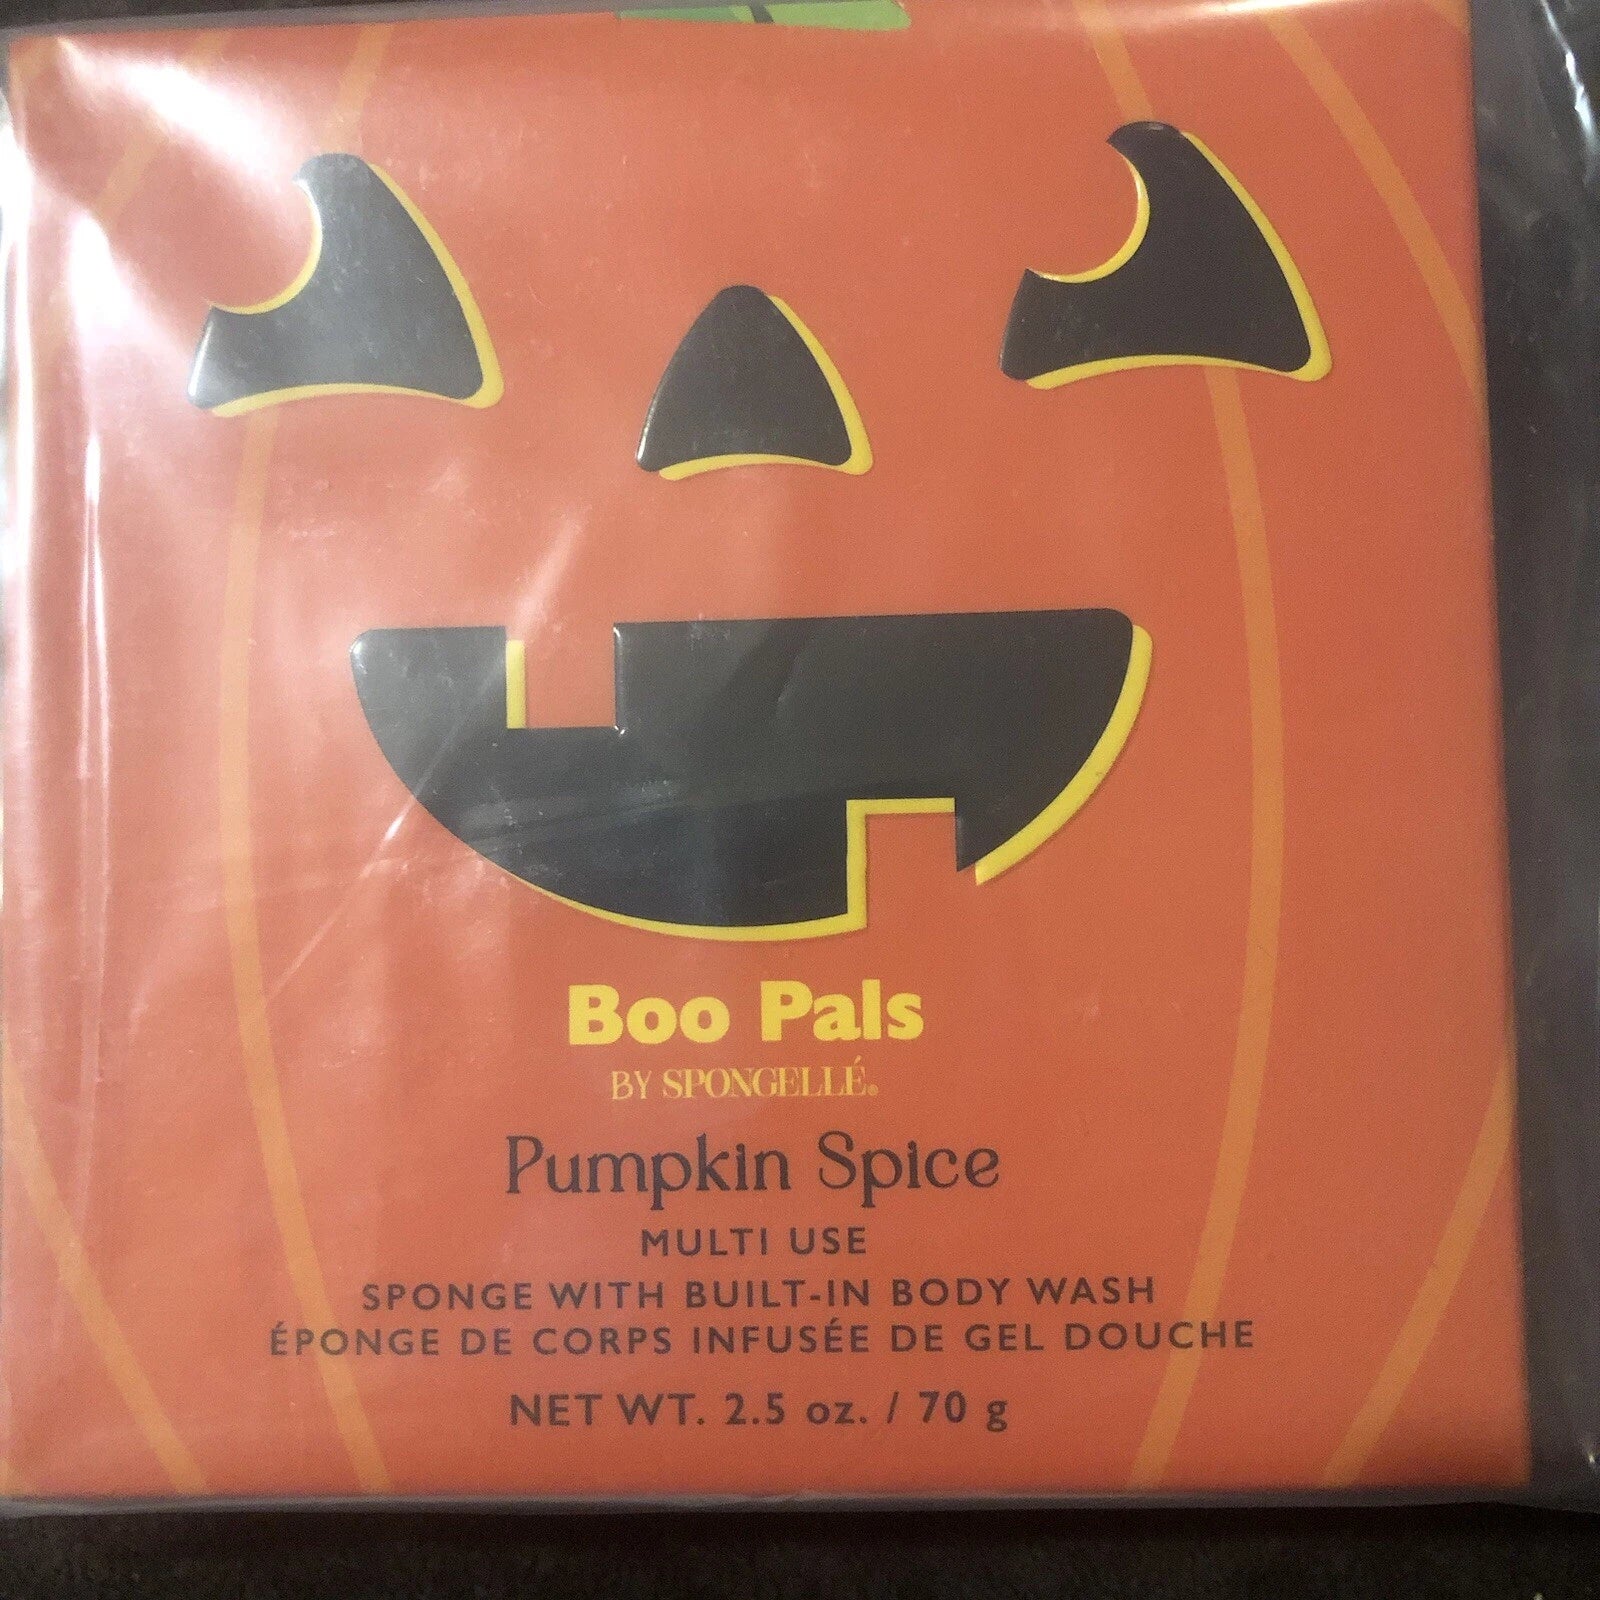 Boo Pals
BY SPONGELLÉ®
Pumpkin Spice
MULTI USE
SPONGE WITH BUILT-IN BODY WASH
ÉPONGE DE CORPS INFUSÉE DE GEL DOUCHE
NET WT. 2.5 oz. / 70 g